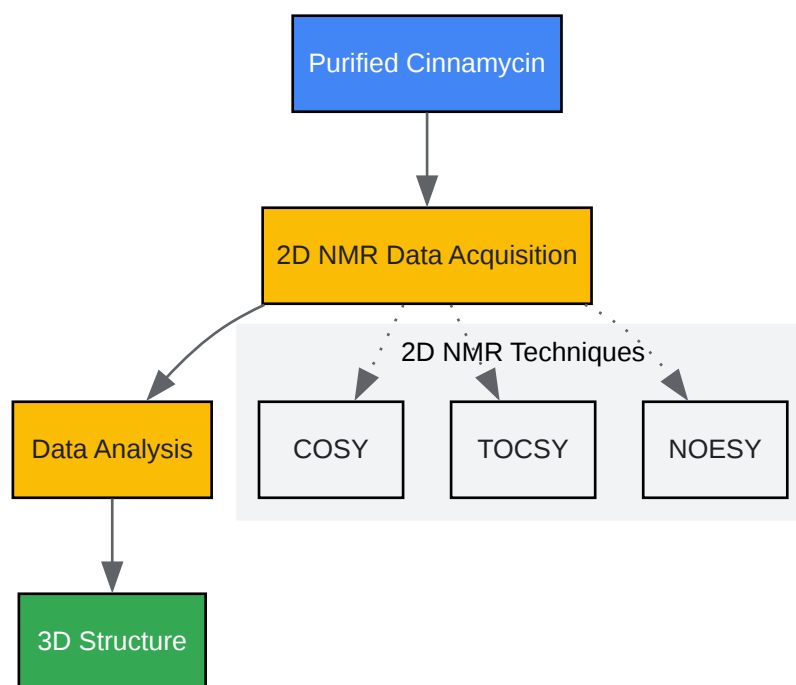 Purified Cinnamycin
2D NMR Data Acquisition
2D NMR Techniques
Data Analysis
COSY
TOCSY
NOESY
3D Structure